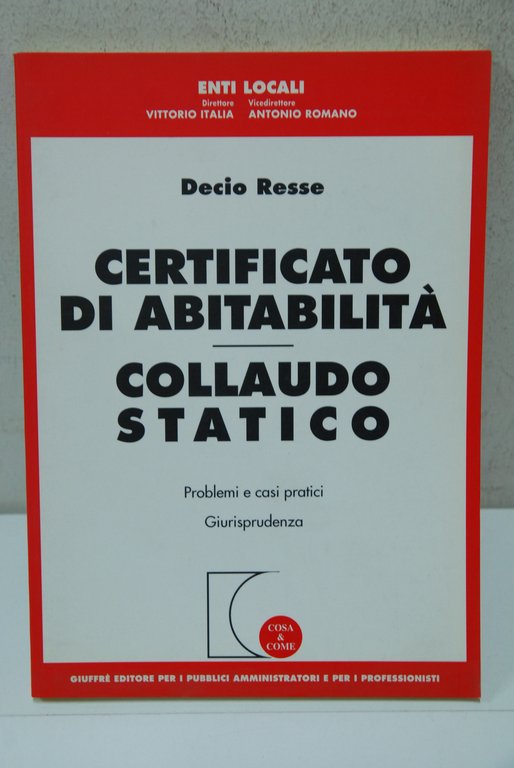 ENTI LOCALI
Direttore Vicedirettore
VITTORIO ITALIA ANTONIO ROMANO
Decio Resse
CERTIFICATO
DI ABITABILITÀ
COLLAUDO
STATICO
Problemi e casi pratici
Giurisprudenza
COSA
&
COME
GIUFFRÈ EDITORE PER I PUBBLICI AMMINISTRATORI E PER I PROFESSIONISTI